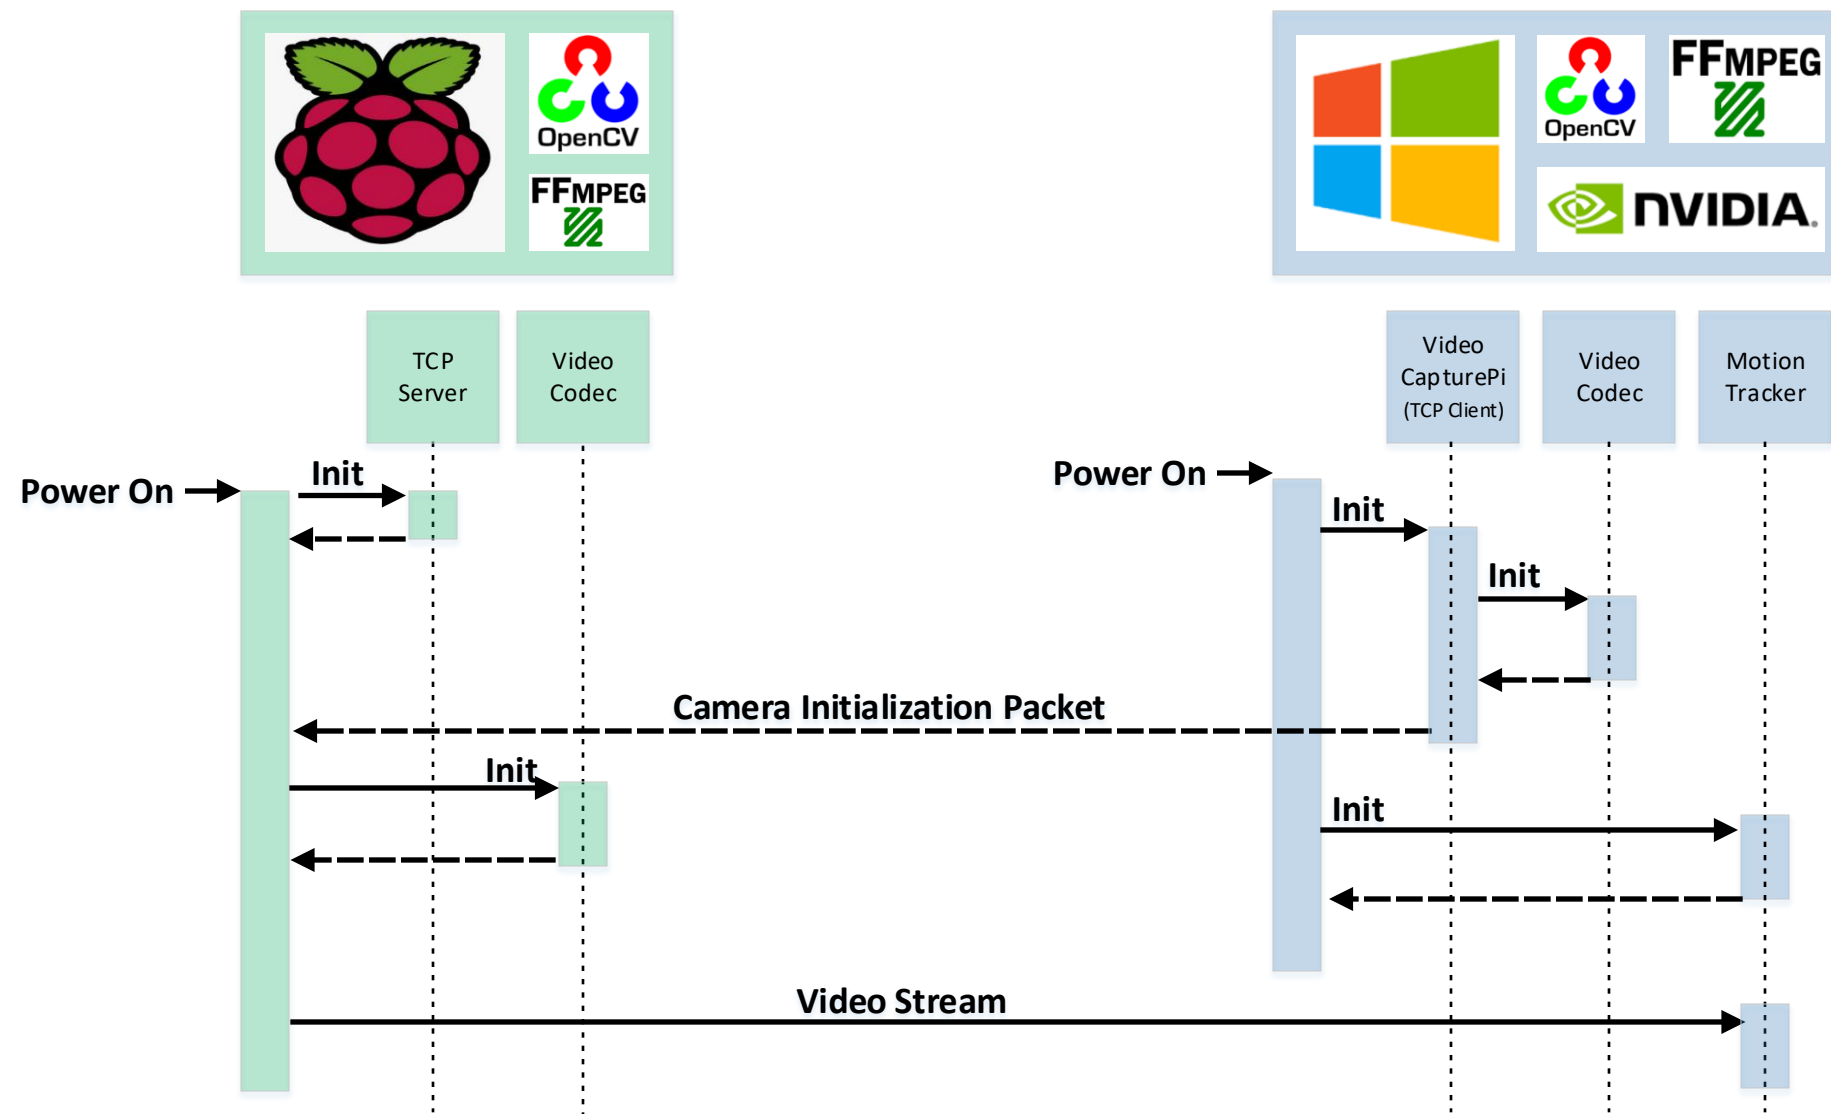 OpenCV
FFMPEG
OpenCV
FFMPEG
NVIDIA.
TCP
Server
Video
Codec
Video
CapturePi
(TCP Client)
Video
Codec
Motion
Tracker
Power On
Init
Power On
Init
Init
Camera Initialization Packet
Init
Init
Video Stream